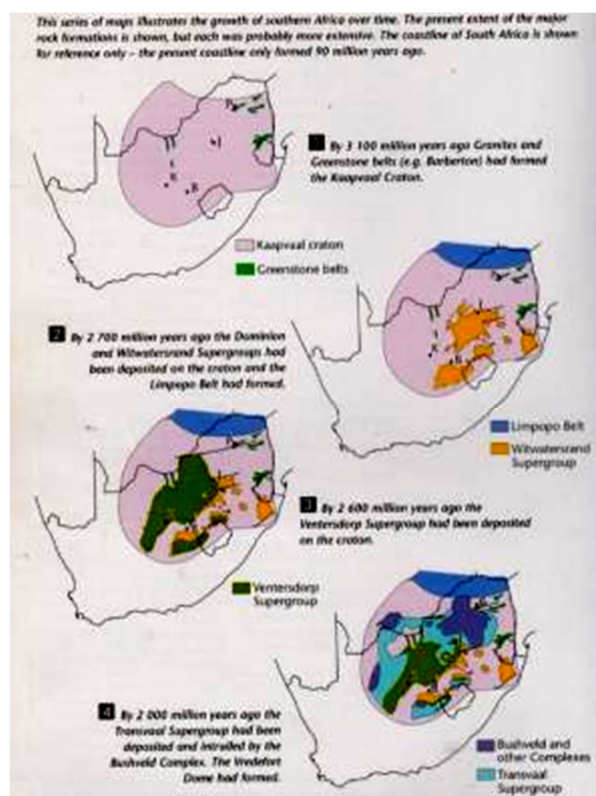 This series of maps illustrates the growth of southern Africa over time. The present extent of the major
rock formations is shown, but each was probably more extensive. The coastline of South Africa is shown
for reference only – the present coastline only formed 90 million years ago.
1 By 3 100 million years ago Granites and
Greenstone belts (e.g. Barberton) had formed
the Kaapvaal Craton.
Kaapvaal craton
Greenstone belts
2 By 2 700 million years ago the Dominion
and Witwatersrand Supergroups had
been deposited on the craton and the
Limpopo Belt had formed.
Limpopo Belt
Witwatersrand
Supergroup
3 By 2 600 million years ago the
Ventersdorp Supergroup had been deposited
on the craton.
Ventersdorp
Supergroup
4 By 2 000 million years ago the
Transvaal Supergroup had been
deposited and intruded by the
Bushveld Complex. The Vredefort
Dome had formed.
Bushveld and
other Complexes
Transvaal
Supergroup